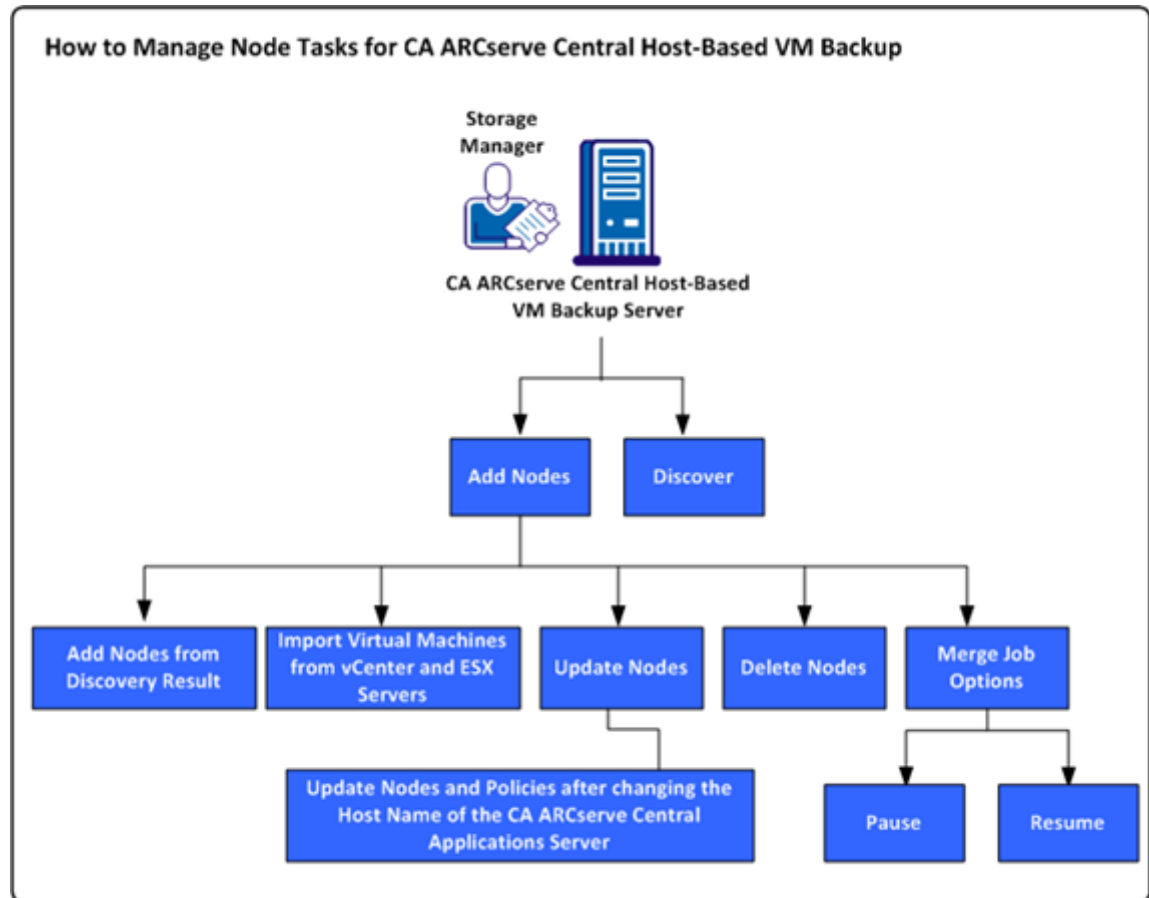 How to Manage Node Tasks for CA ARCserve Central Host-Based VM Backup
Storage
Manager
CA ARCserve Central Host-Based
VM Backup Server
Add Nodes
Discover
Add Nodes from
Discovery Result
Import Virtual Machines
from vCenter and ESX
Servers
Update Nodes
Delete Nodes
Merge Job
Options
Update Nodes and Policies after changing the
Host Name of the CA ARCserve Central
Applications Server
Pause
Resume